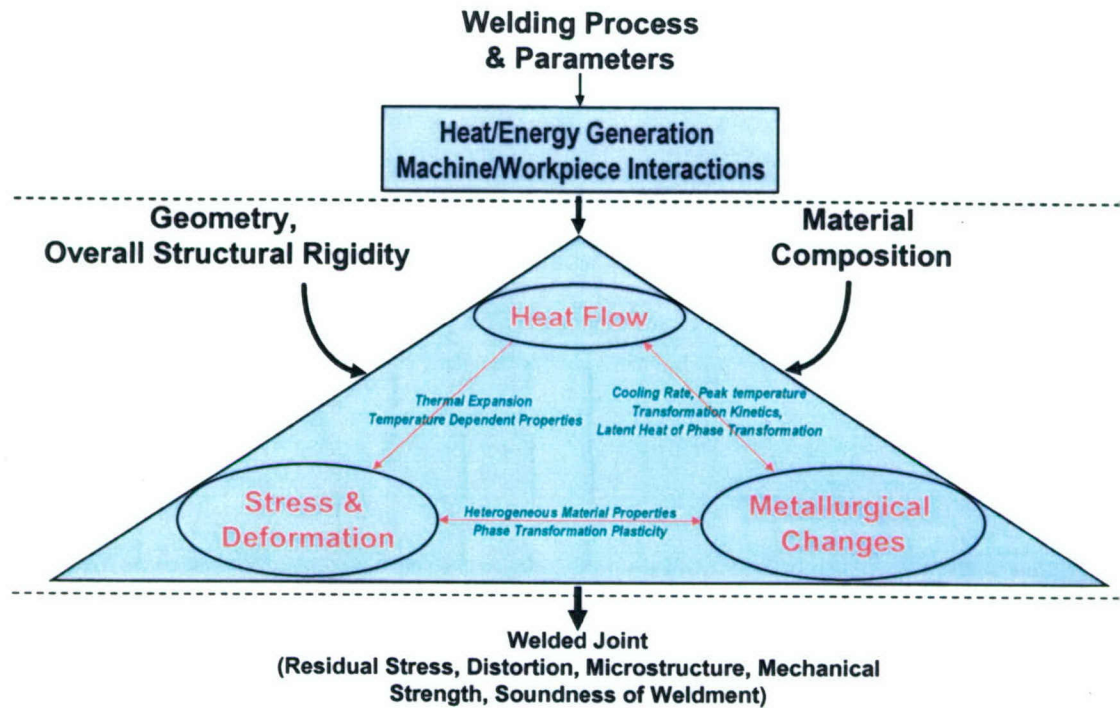 Welding Process
& Parameters
Heat/Energy Generation
Machine/Workpiece Interactions
Geometry,
Overall Structural Rigidity
Material
Composition
Heat Flow
Thermal Expansion
Temperature Dependent Properties
Cooling Rate, Peak temperature
Transformation Kinetics,
Latent Heat of Phase Transformation
Stress &
Deformation
Heterogeneous Material Properties
Phase Transformation Plasticity
Metallurgical
Changes
Welded Joint
(Residual Stress, Distortion, Microstructure, Mechanical
Strength, Soundness of Weldment)